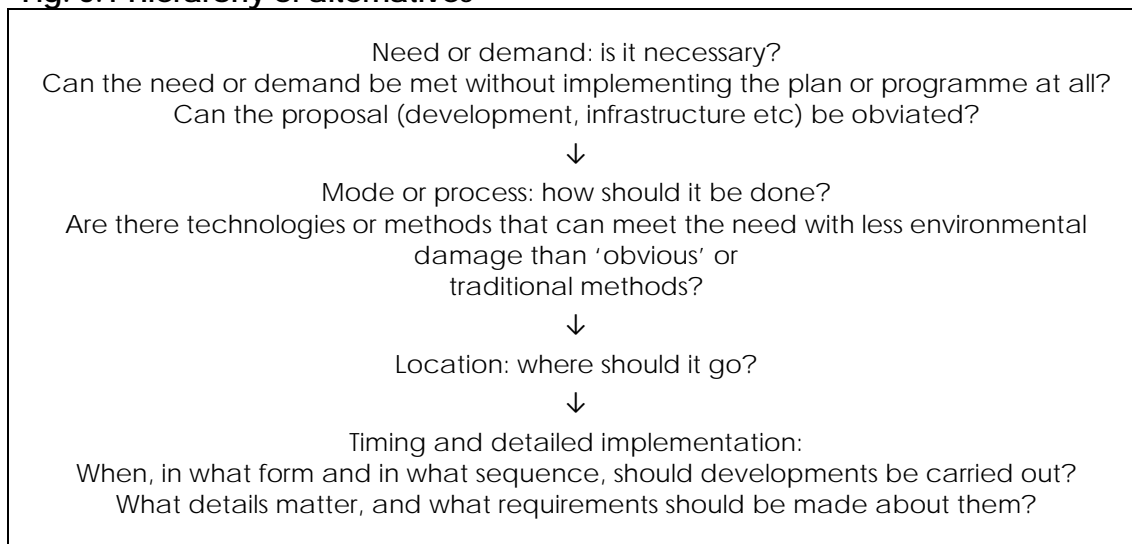 Need or demand: is it necessary?
Can the need or demand be met without implementing the plan or programme at all?
Can the proposal (development, infrastructure etc) be obviated?
↓
Mode or process: how should it be done?
Are there technologies or methods that can meet the need with less environmental
damage than ‘obvious’ or
traditional methods?
↓
Location: where should it go?
↓
Timing and detailed implementation:
When, in what form and in what sequence, should developments be carried out?
What details matter, and what requirements should be made about them?